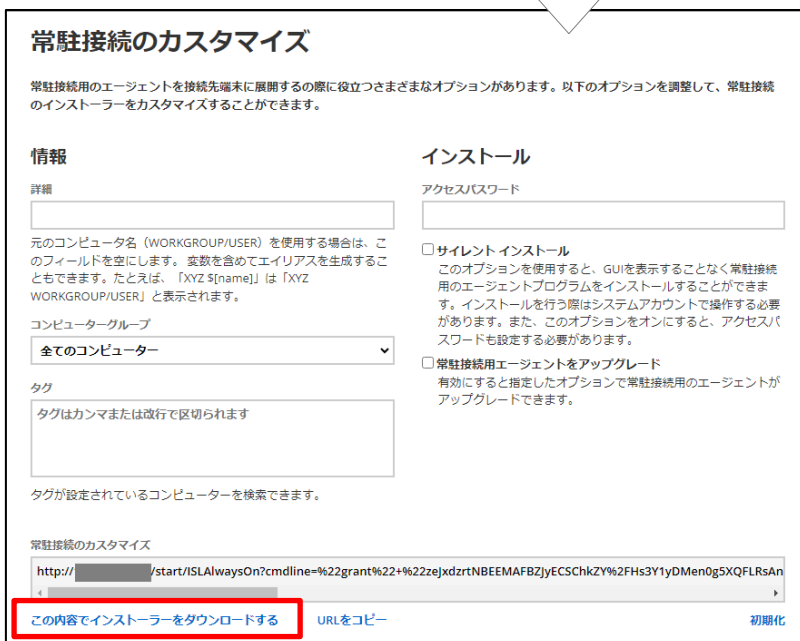 常駐接続のカスタマイズ
常駐接続用のエージェントを接続先端末に展開するの際に役立つさまざまなオプションがあります。以下のオプションを調整して、常駐接続
のインストーラーをカスタマイズすることができます。
情報
詳細
元のコンピュータ名（WORKGROUP/USER）を使用する場合は、こ
のフィールドを空にします。 変数を含めてエイリアスを生成するこ
ともできます。たとえば、「XYZ $[name]」は「XYZ
WORKGROUP/USER」と表示されます。
コンピューターグループ
全てのコンピューター
タグ
タグはカンマまたは改行で区切られます
タグが設定されているコンピューターを検索できます。
インストール
アクセスパスワード
サイレント インストール
このオプションを使用すると、GUIを表示することなく常駐接続
用のエージェントプログラムをインストールすることができま
す。インストールを行う際はシステムアカウントで操作する必要
があります。また、このオプションをオンにすると、アクセスパ
スワードも設定する必要があります。
常駐接続用エージェントをアップグレード
有効にすると指定したオプションで常駐接続用のエージェントが
アップグレードできます。
常駐接続のカスタマイズ
http:// /start/ISLAlwaysOn?cmdline=%22grant%22+%22zeJxdzrtNBEEMAFBZJyECSChkZY%2FHs3Y1yDMen0g5XQFLRsAn
この内容でインストーラーをダウンロードする
URLをコピー
初期化